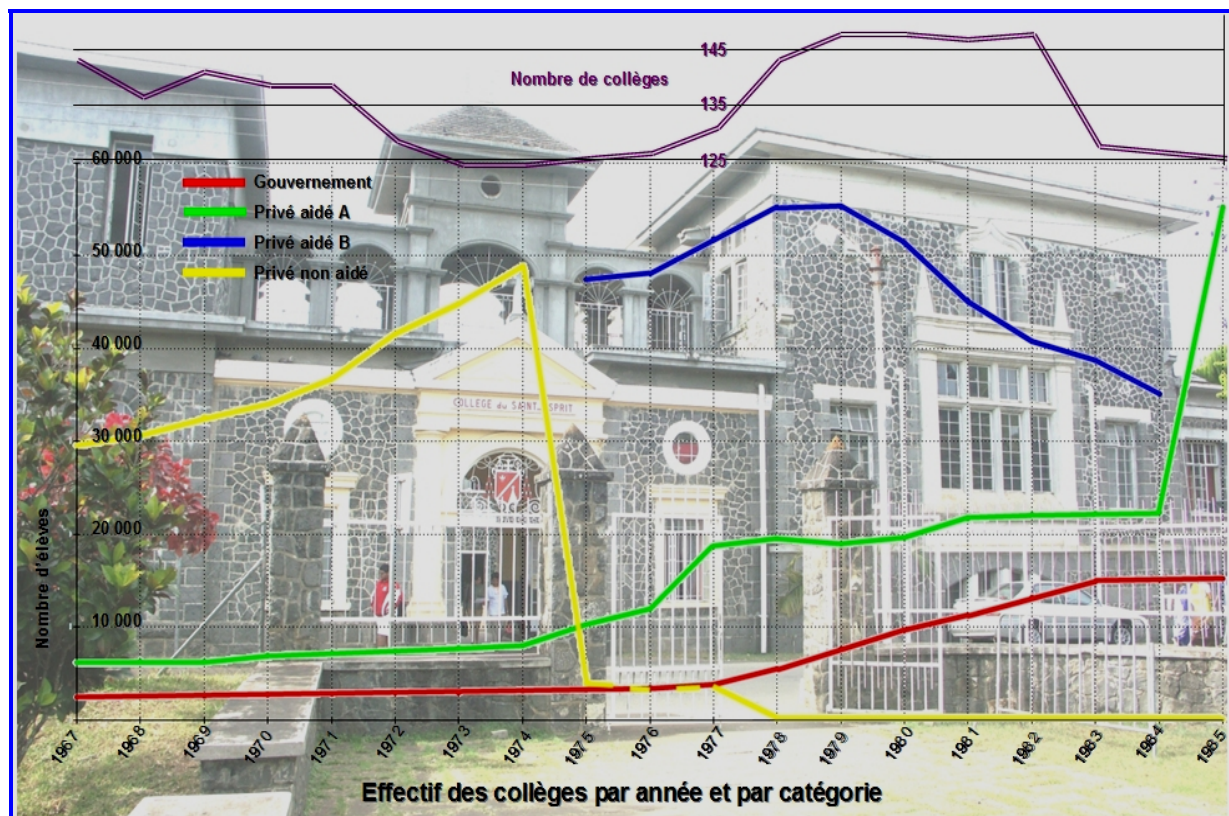 145
Nombre de collèges
135
60 000
125
Gouvernement
Privé aidé A
50 000
Privé aidé B
Privé non aidé
40 000
COLLEGE du SAINT ESPRIT
30 000
20 000
10 000
Nombre d'élèves
1967 1968 1969 1970 1971 1972 1973 1974 1975 1976 1977 1978 1979 1980 1981 1982 1983 1984 1985
Effectif des collèges par année et par catégorie